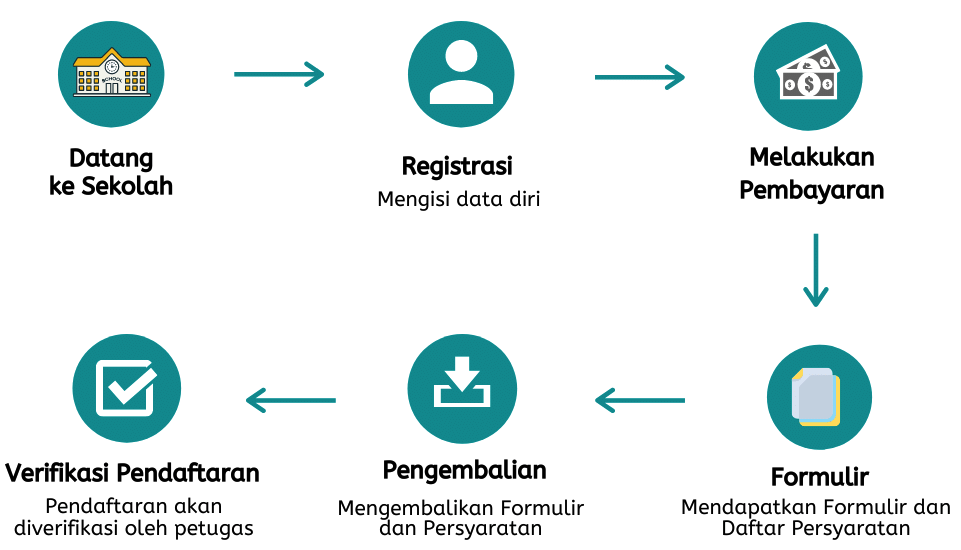 SCHOOL
Datang
ke Sekolah
Registrasi
Mengisi data diri
Melakukan
Pembayaran
Formulir
Mendapatkan Formulir dan
Daftar Persyaratan
Pengembalian
Mengembalikan Formulir
dan Persyaratan
Verifikasi Pendaftaran
Pendaftaran akan
diverifikasi oleh petugas